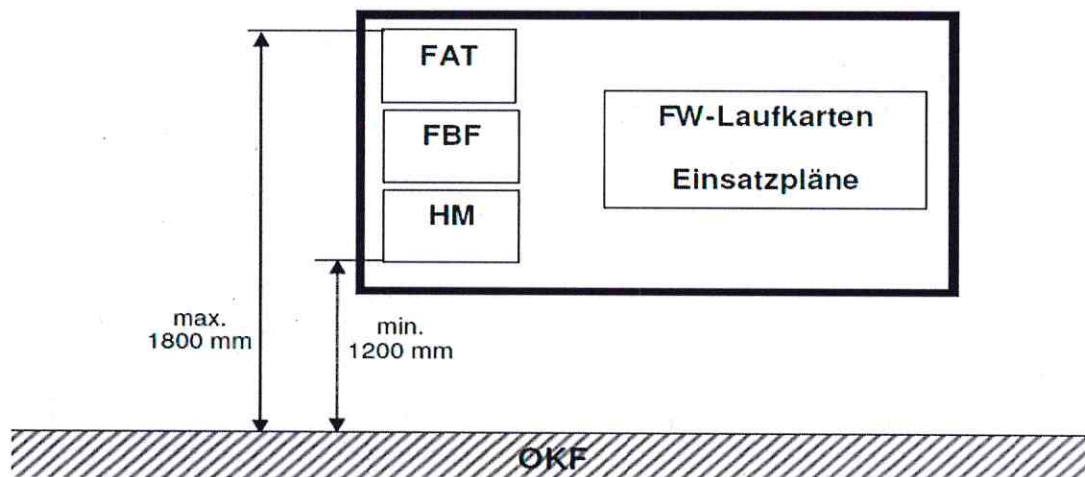 FAT
FBF
HM
FW-Laufkarten
Einsatzpläne
max.
1800 mm
min.
1200 mm
OKF